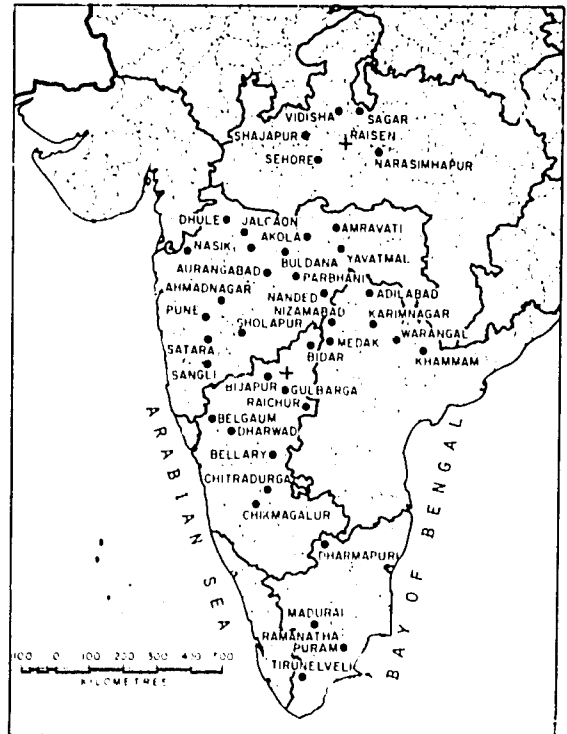 VIDISHA
SAGAR
SHAJAPUR
RAISEN
SEHORE
NARASIMHAPUR
DHULE
JALGAON
AMRAVATI
AKOLA
NASIK
BULDANA
YAVATMAL
AURANGABAD
PARBHANI
AHMADNAGAR
NANDED
ADILABAD
NIZAMABAD
KARIMNAGAR
PUNE
SHOLAPUR
WARANGAL
MEDAK
SATARA
BIDAR
KHAMMAM
SANGLI
BIJAPUR
GULBARGA
RAICHUR
BELGAUM
DHARWAD
BELLARY
CHITRADURGA
CHIKMAGALUR
ARABIAN SEA
BAY OF BENGAL
DHARMAPURI
MADURAI
RAMANATHA
PURAM
TIRUNELVELI
100 0 100 200 300 400 500
KILOMETRES